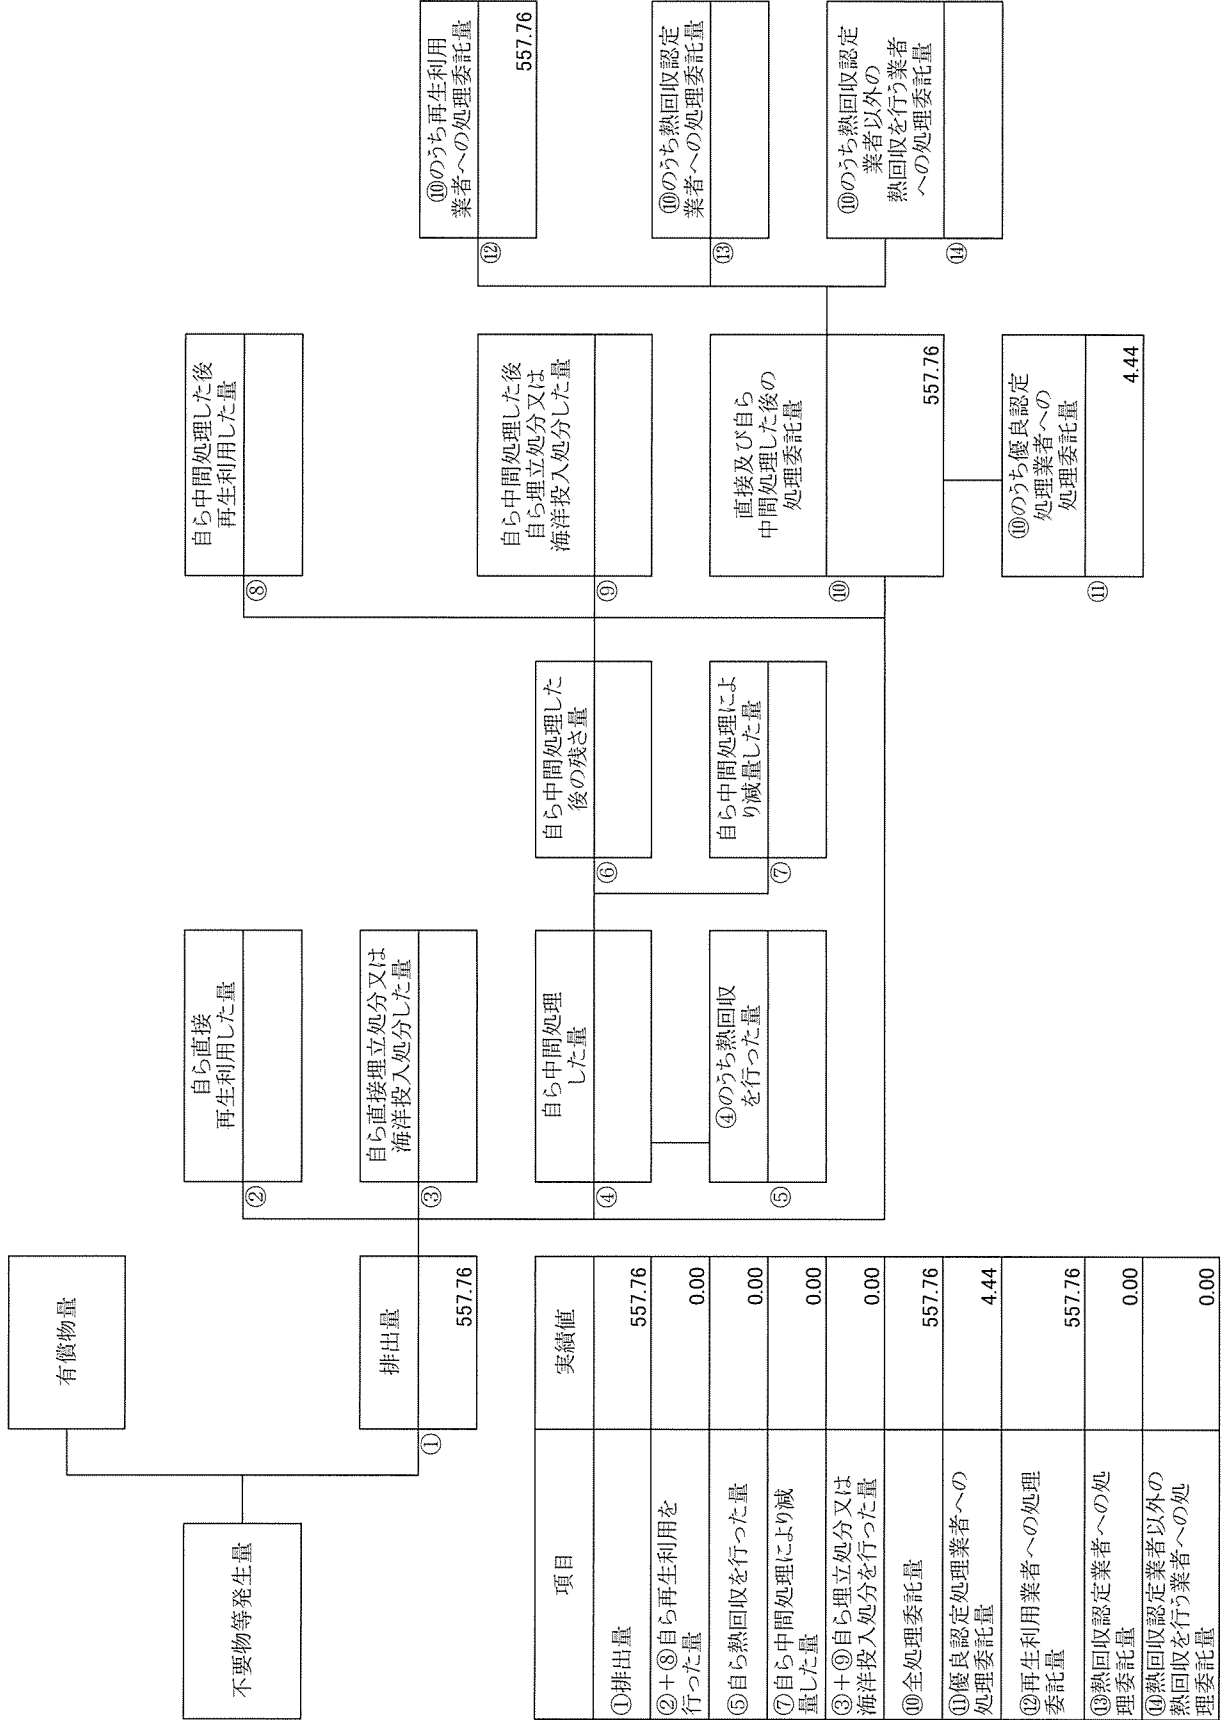 不要物等発生量
有償物量
①
排出量
557.76
②
自ら直接
再生利用した量
③
自ら直接埋立処分又は
海洋投入処分した量
④
自ら中間処理
した量
⑤
④のうち熱回収
を行った量
⑥
自ら中間処理した
後の残さ量
⑦
自ら中間処理によ
り減量した量
⑧
自ら中間処理した後
再生利用した量
⑨
自ら中間処理した後
自ら埋立処分又は
海洋投入処分した量
⑩
直接及び自ら
中間処理した後の
処理委託量
557.76
⑪
⑩のうち優良認定
処理業者への
処理委託量
4.44
⑫
⑩のうち再生利用
業者への処理委託量
557.76
⑬
⑩のうち熱回収認定
業者への処理委託量
⑭
⑩のうち熱回収認定
業者以外の
熱回収を行う業者
への処理委託量
項目
実績値
①排出量
557.76
②+⑧自ら再生利用を
行った量
0.00
⑤自ら熱回収を行った量
0.00
⑦自ら中間処理により減
量した量
0.00
③+⑨自ら埋立処分又は
海洋投入処分を行った量
0.00
⑩全処理委託量
557.76
⑪優良認定処理業者への
処理委託量
4.44
⑫再生利用業者への処理
委託量
557.76
⑬熱回収認定業者への処
理委託量
0.00
⑭熱回収認定業者以外の
熱回収を行う業者への処
理委託量
0.00